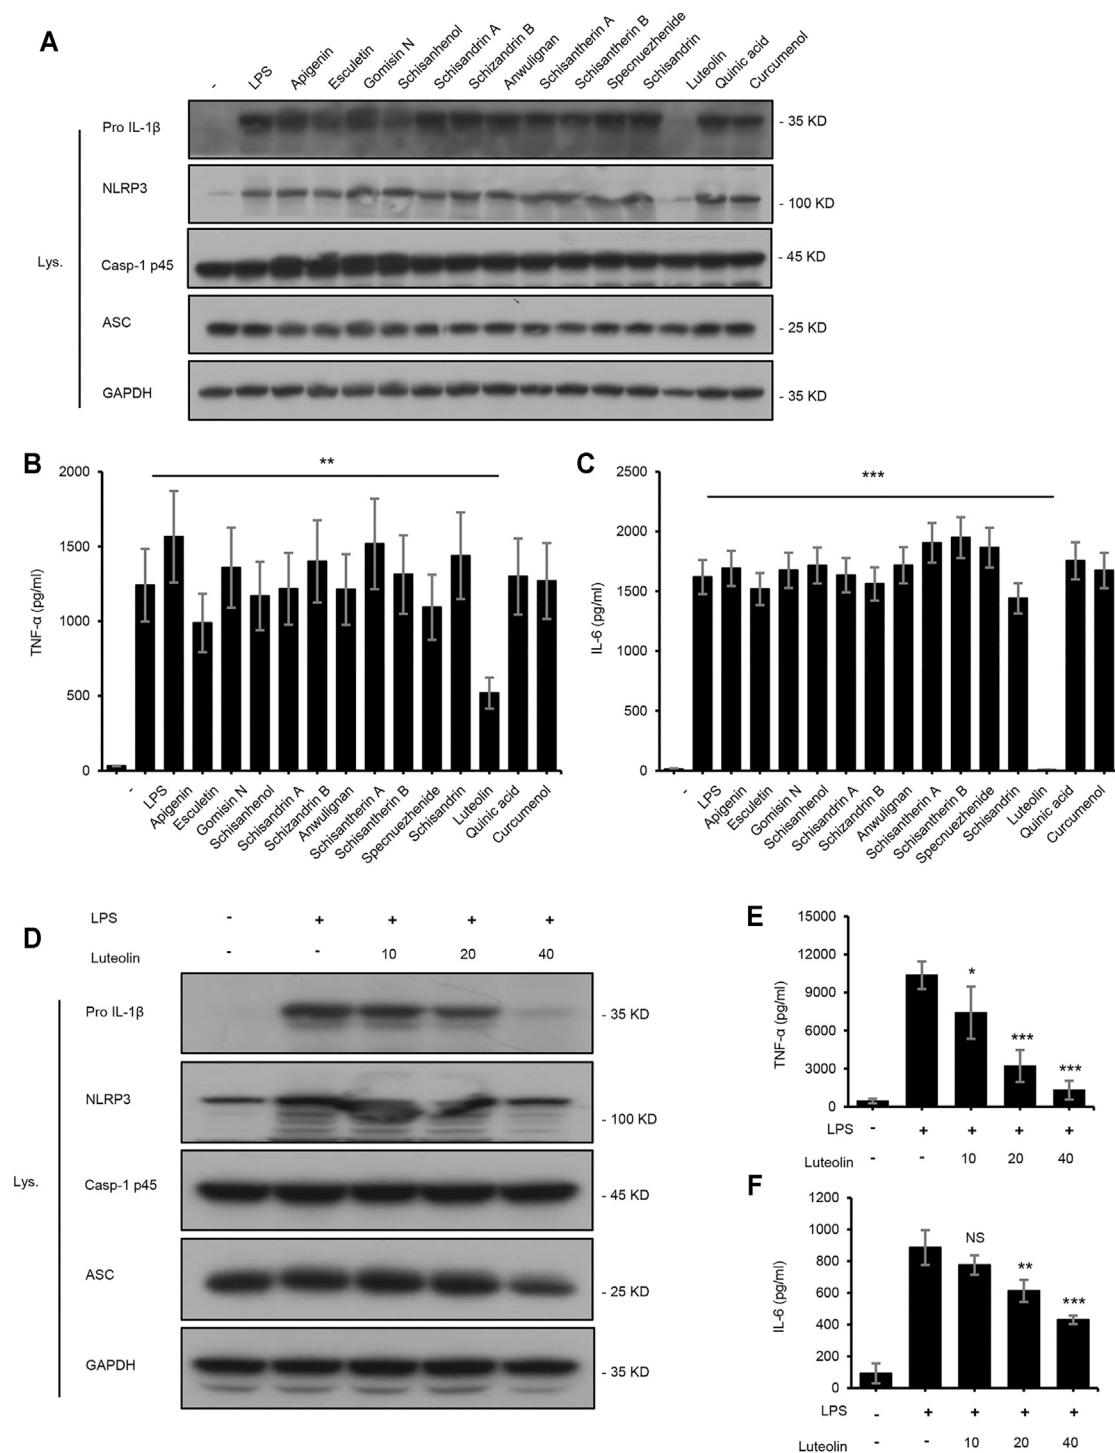 A
- LPS Apigenin Esculetin Gomisin N Schisanhenol Schisandrin A Schizandrin B Anwulignan Schisantherin A Schisantherin B Specnuezhenide Schisandrin Luteolin Quinic acid Curcumenol
Pro IL-1β - 35 KD
NLRP3 - 100 KD
Lys. Casp-1 p45 - 45 KD
ASC - 25 KD
GAPDH - 35 KD
B
**
2000
1500
1000
500
0
TNF-α (pg/ml)
- LPS Apigenin Esculetin Gomisin N Schisanhenol Schisandrin A Schizandrin B Anwulignan Schisantherin A Schisantherin B Specnuezhenide Schisandrin Luteolin Quinic acid Curcumenol
C
***
2500
2000
1500
1000
500
0
IL-6 (pg/ml)
- LPS Apigenin Esculetin Gomisin N Schisanhenol Schisandrin A Schizandrin B Anwulignan Schisantherin A Schisantherin B Specnuezhenide Schisandrin Luteolin Quinic acid Curcumenol
D
LPS - + + + +
Luteolin - - 10 20 40
Pro IL-1β - 35 KD
NLRP3 - 100 KD
Lys. Casp-1 p45 - 45 KD
ASC - 25 KD
GAPDH - 35 KD
E
15000
12000
9000
6000
3000
0
TNF-α (pg/ml)
* *** ***
LPS - + + + +
Luteolin - - 10 20 40
F
1200
1000
800
600
400
200
0
IL-6 (pg/ml)
NS ** ***
LPS - + + + +
Luteolin - - 10 20 40